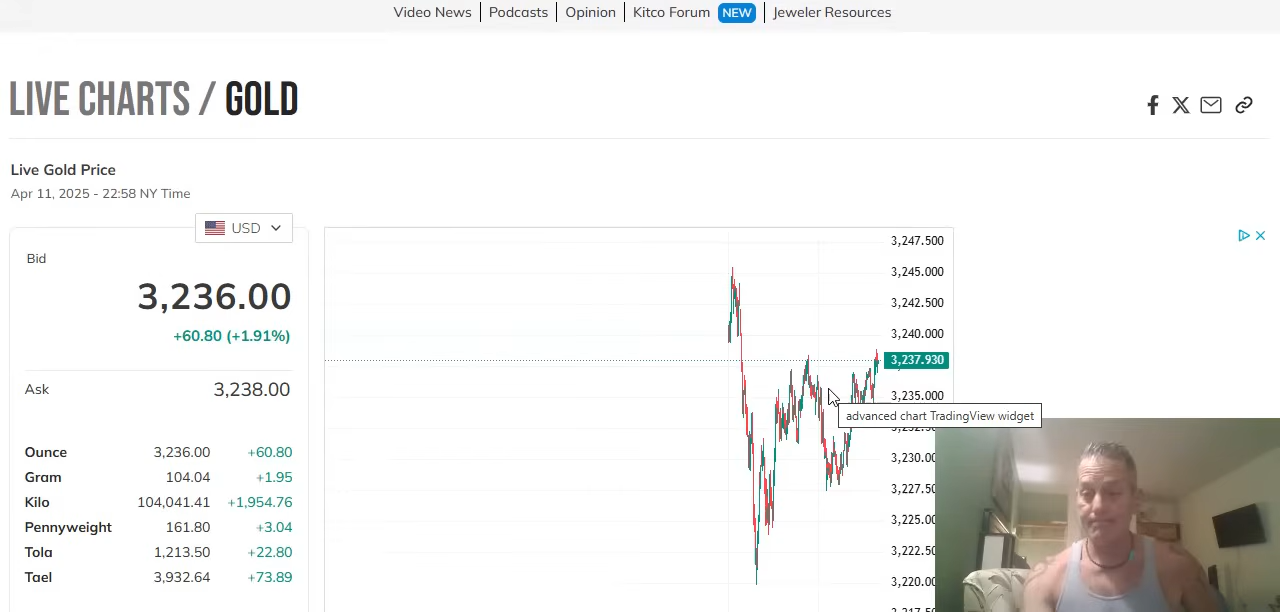 Video News
Podcasts
Opinion
Kitco Forum NEW
Jeweler Resources
LIVE CHARTS / GOLD
Live Gold Price
Apr 11, 2025 - 22:58 NY Time
USD
Bid
3,236.00
+60.80 (+1.91%)
Ask 3,238.00
Ounce 3,236.00 +60.80
Gram 104.04 +1.95
Kilo 104,041.41 +1,954.76
Pennyweight 161.80 +3.04
Tola 1,213.50 +22.80
Tael 3,932.64 +73.89
3,247.500
3,245.000
3,242.500
3,240.000
3,237.930
3,235.000
advanced chart TradingView widget
3,230.00
3,227.50
3,225.00
3,222.50
3,220.00